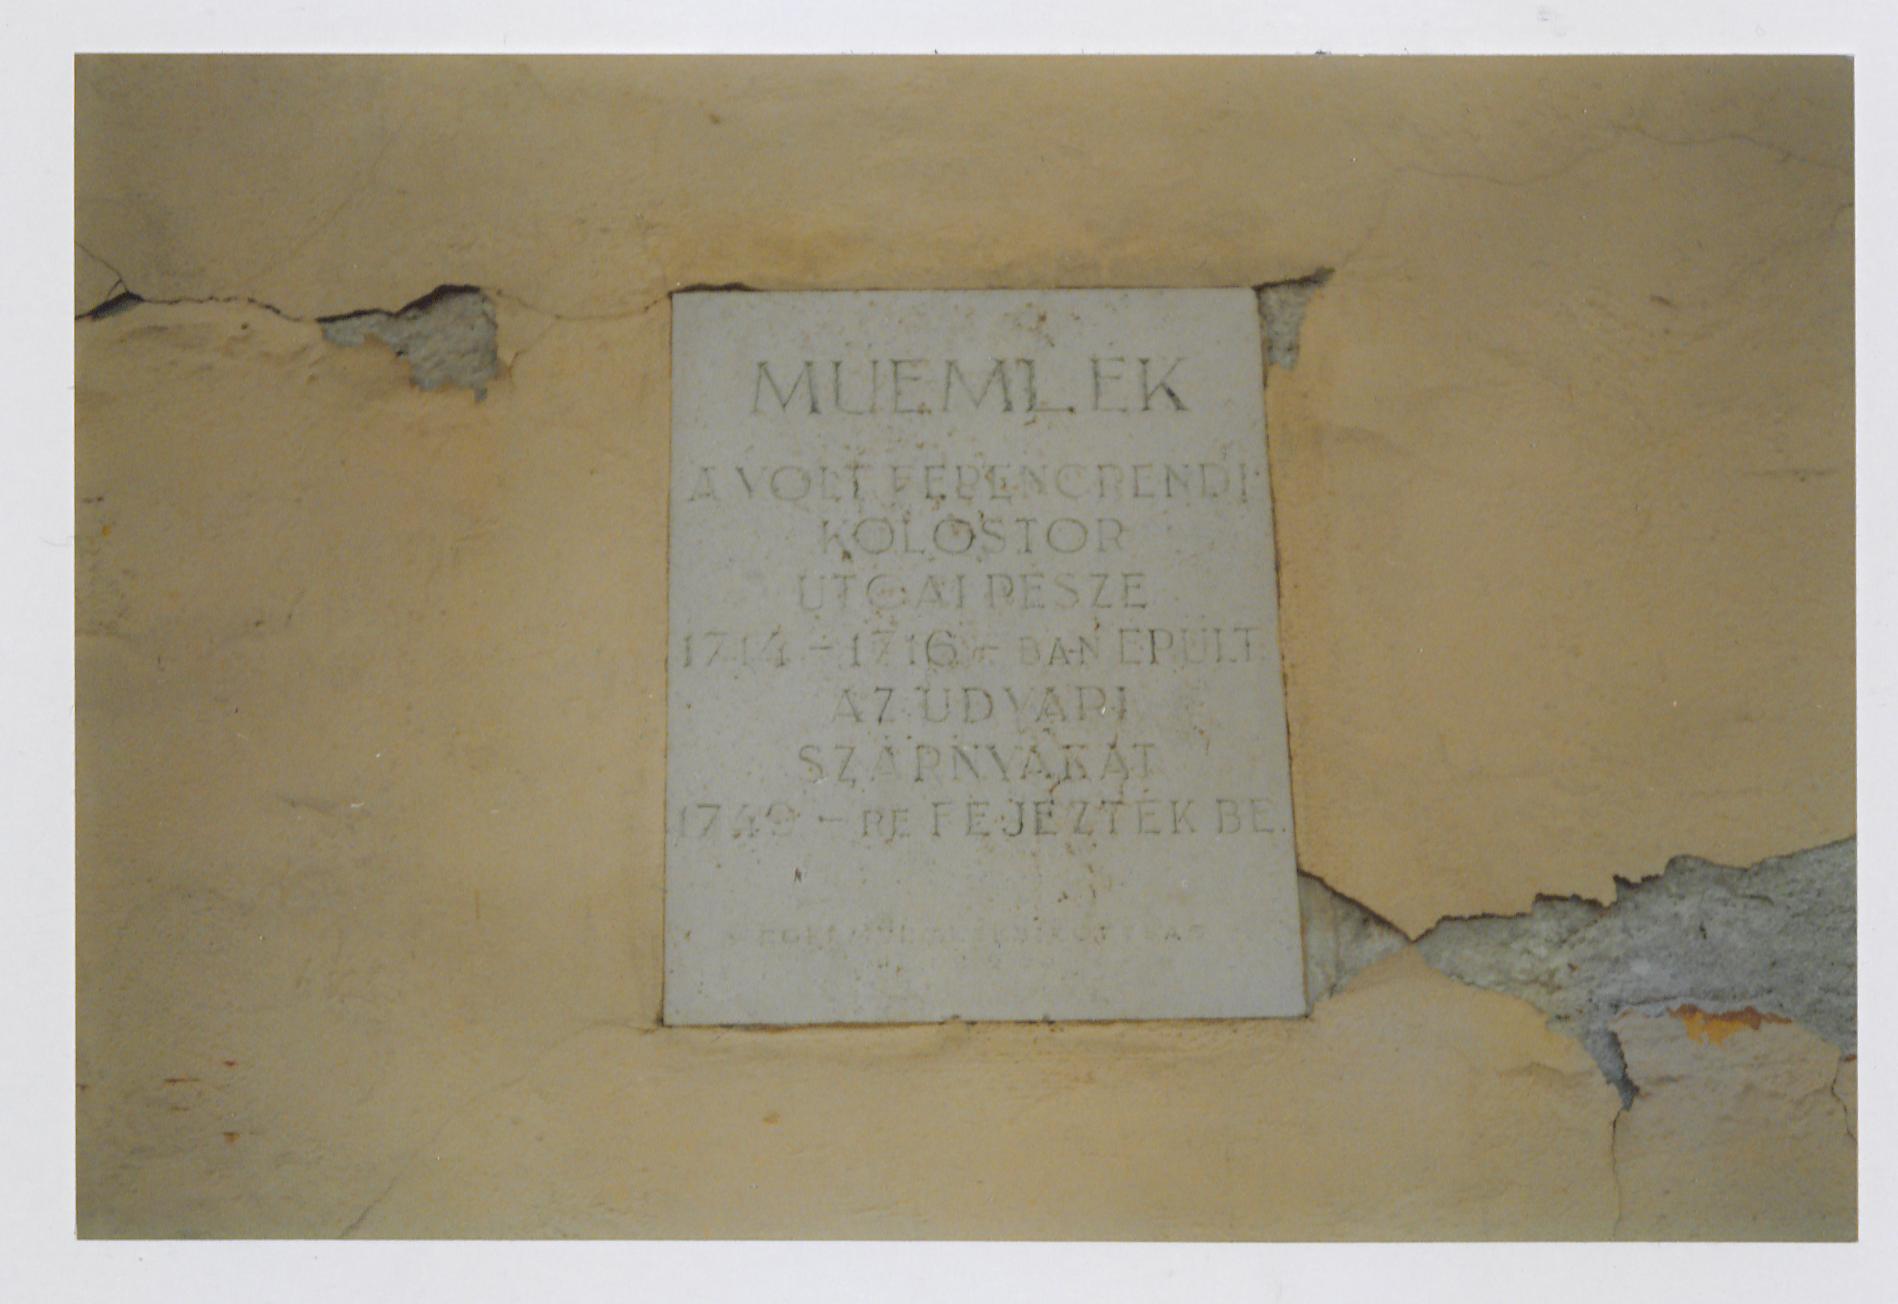 MUEMLEK
A VOLT FERENCRENDI
KOLOSTOR
UTCAI RESZE
1714 - 1716 - BAN EPULT
AZ UDVARI
SZARNYAKAT
1749 - RE FEJEZTEK BE.